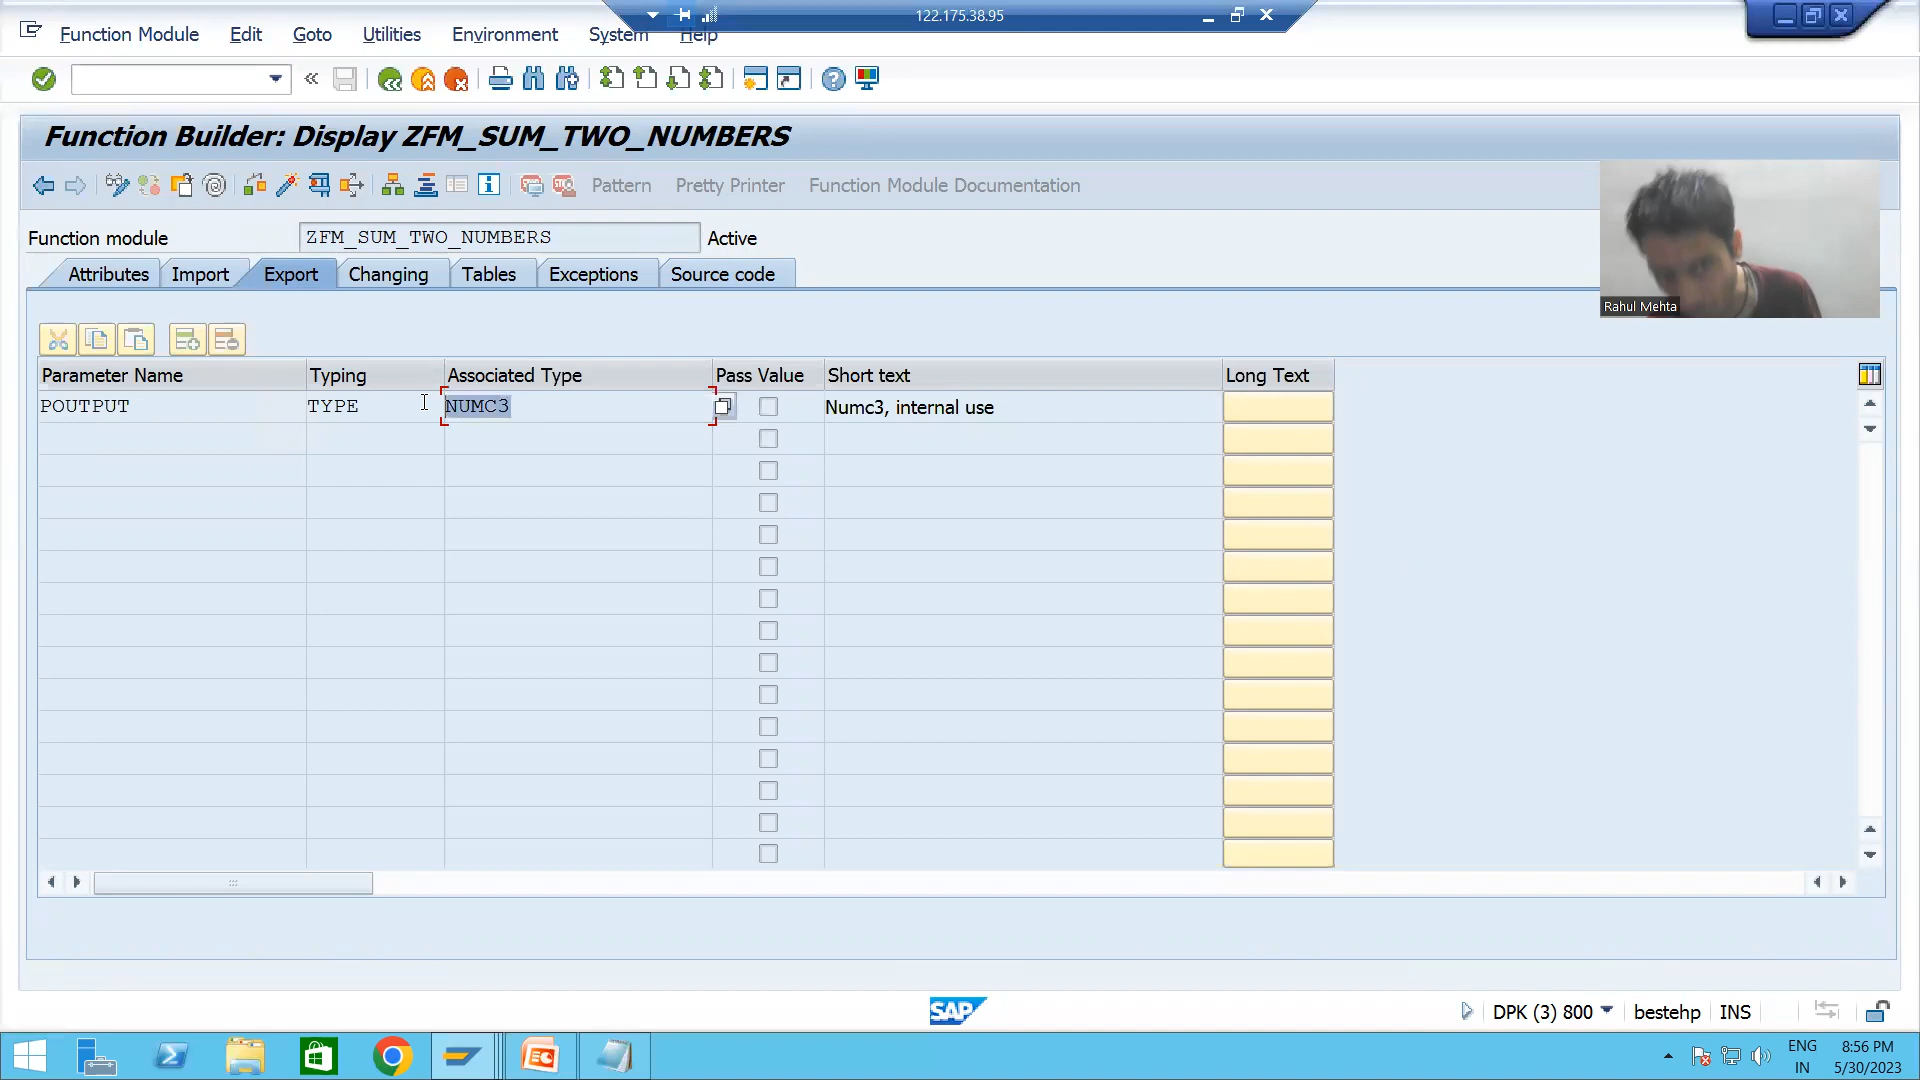 122.175.38.95
Function Module Edit Goto Utilities Environment System Help
Function Builder: Display ZFM_SUM_TWO_NUMBERS
Pattern Pretty Printer Function Module Documentation
Function module ZFM_SUM_TWO_NUMBERS Active
Attributes Import Export Changing Tables Exceptions Source code
Rahul Mehta
Parameter Name Typing Associated Type Pass Value Short text Long Text
POUTPUT TYPE NUMC3 Numc3, internal use
SAP DPK (3) 800 bestehp INS
ENG 8:56 PM
IN 5/30/2023